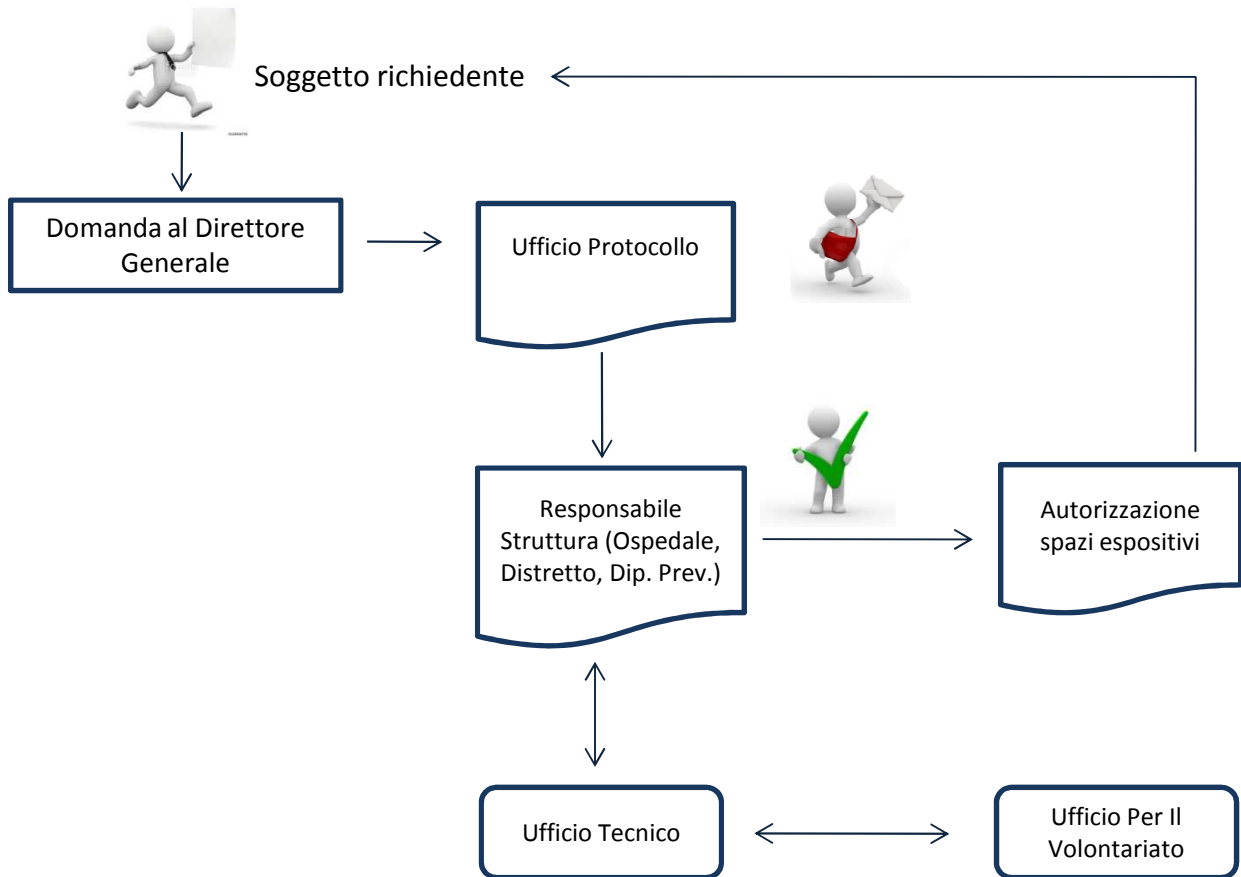 Soggetto richiedente
Domanda al Direttore
Generale
Ufficio Protocollo
Responsabile
Struttura (Ospedale,
Distretto, Dip. Prev.)
Autorizzazione
spazi espositivi
Ufficio Tecnico
Ufficio Per Il
Volontariato